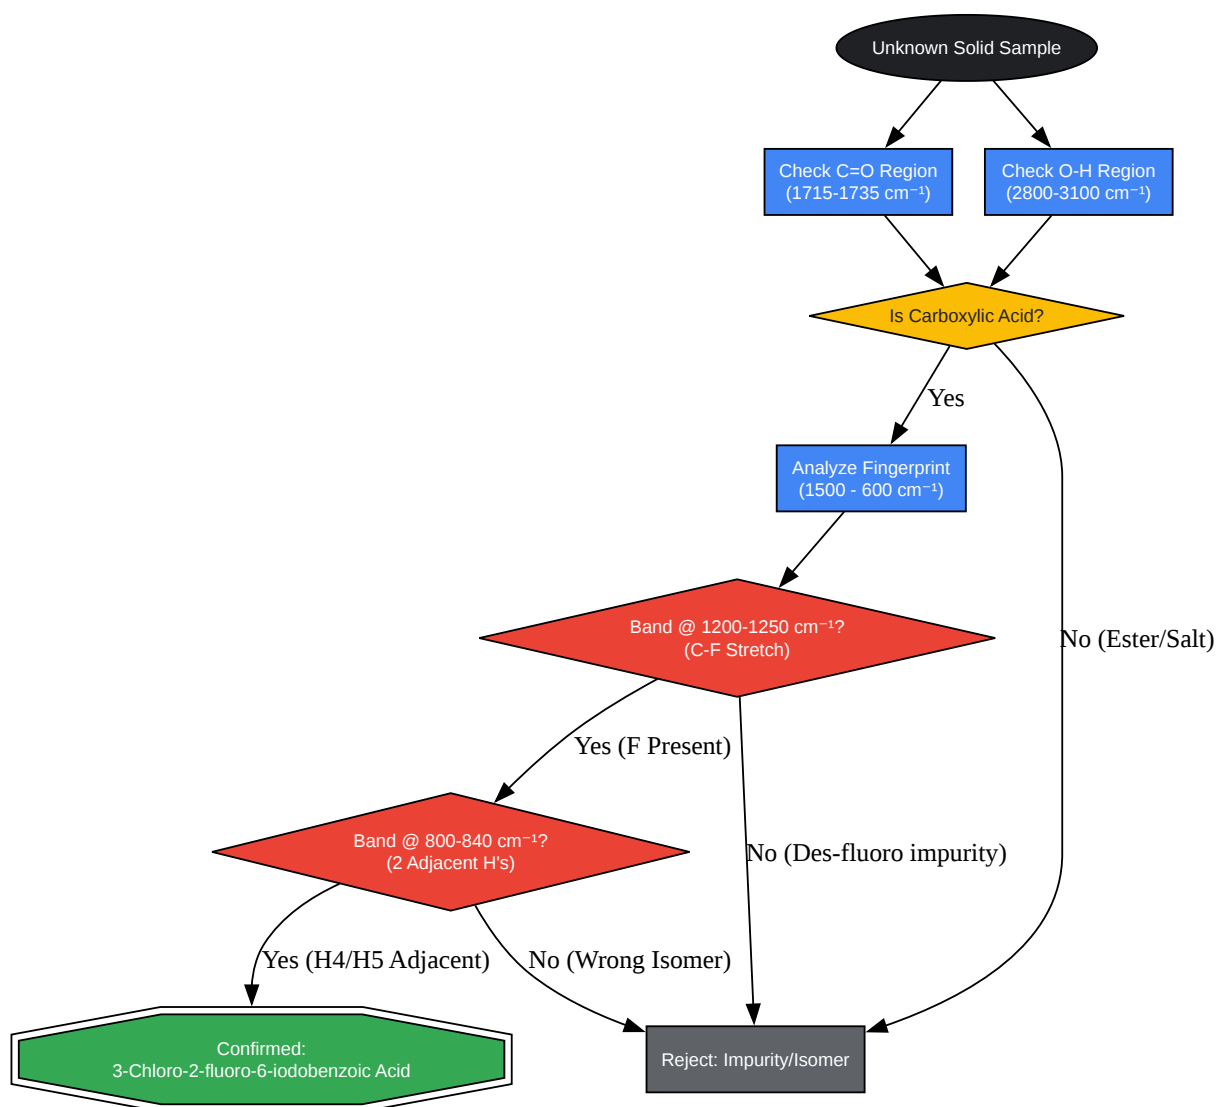 Unknown Solid Sample
Check C=O Region
(1715-1735 cm⁻¹)
Check O-H Region
(2800-3100 cm⁻¹)
Is Carboxylic Acid?
Yes
Analyze Fingerprint
(1500 - 600 cm⁻¹)
Band @ 1200-1250 cm⁻¹?
(C-F Stretch)
No (Ester/Salt)
Yes (F Present)
Band @ 800-840 cm⁻¹?
(2 Adjacent H's)
No (Des-fluoro impurity)
Yes (H4/H5 Adjacent)
No (Wrong Isomer)
Confirmed:
3-Chloro-2-fluoro-6-iodobenzoic Acid
Reject: Impurity/Isomer